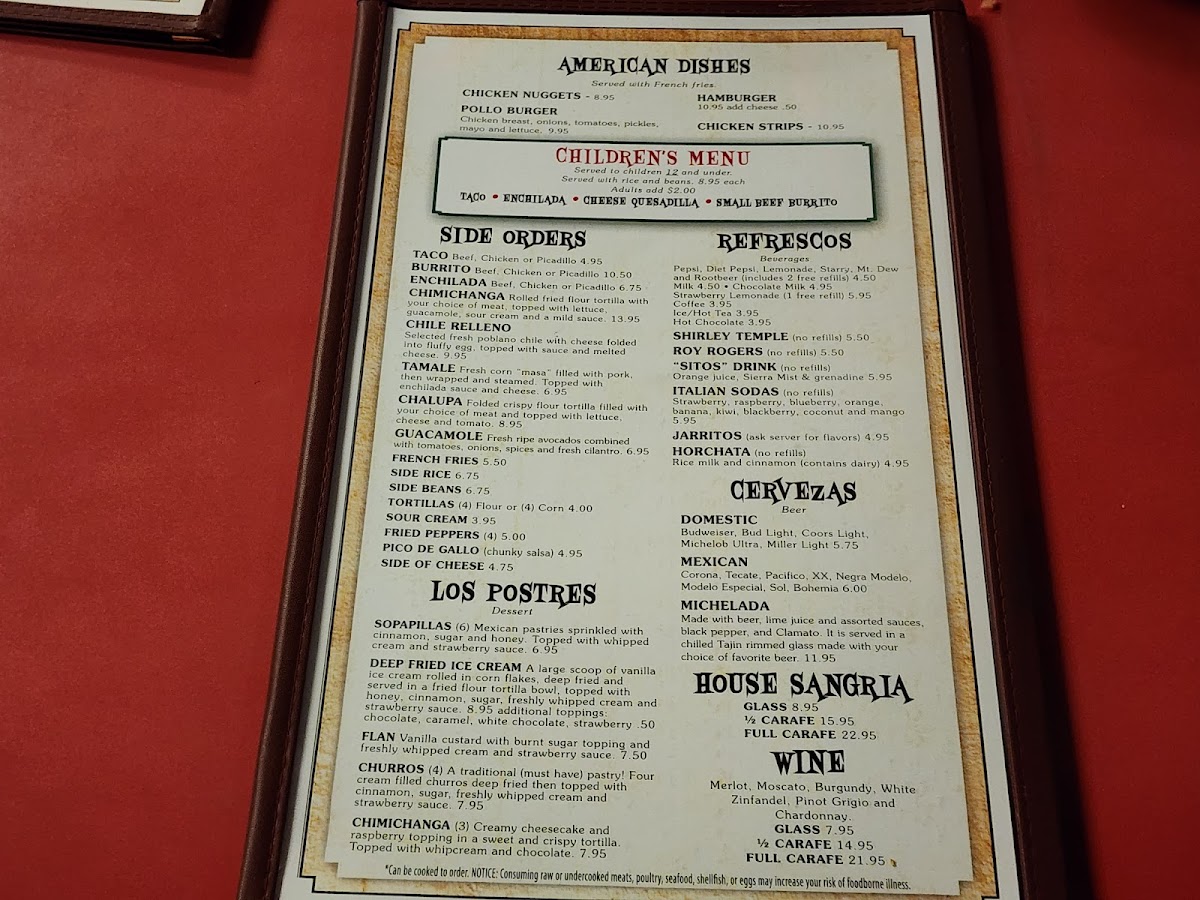 AMERICAN DISHES
Served with French fries.
CHICKEN NUGGETS - 8.95
POLLO BURGER
Chicken breast, onions, tomatoes, pickles,
mayo and lettuce. 9.95
HAMBURGER
10.95 add cheese .50
CHICKEN STRIPS - 10.95
CHILDREN'S MENU
Served to children 12 and under.
Served with rice and beans. 8.95 each
Adults add $2.00
TACO • ENCHILADA • CHEESE QUESADILLA • SMALL BEEF BURRITO
SIDE ORDERS
TACO Beef, Chicken or Picadillo 4.95
BURRITO Beef, Chicken or Picadillo 10.50
ENCHILADA Beef, Chicken or Picadillo 6.75
CHIMICHANGA Rolled fried flour tortilla with
your choice of meat, topped with lettuce,
guacamole, sour cream and a mild sauce. 13.95
CHILE RELLENO
Selected fresh poblano chile with cheese folded
into fluffy egg, topped with sauce and melted
cheese. 9.95
TAMALE Fresh corn "masa" filled with pork,
then wrapped and steamed. Topped with
enchilada sauce and cheese. 6.95
CHALUPA Folded crispy flour tortilla filled with
your choice of meat and topped with lettuce,
cheese and tomato. 8.95
GUACAMOLE Fresh ripe avocados combined
with tomatoes, onions, spices and fresh cilantro. 6.95
FRENCH FRIES 5.50
SIDE RICE 6.75
SIDE BEANS 6.75
TORTILLAS (4) Flour or (4) Corn 4.00
SOUR CREAM 3.95
FRIED PEPPERS (4) 5.00
PICO DE GALLO (chunky salsa) 4.95
SIDE OF CHEESE 4.75
LOS POSTRES
Dessert
SOPAPILLAS (6) Mexican pastries sprinkled with
cinnamon, sugar and honey. Topped with whipped
cream and strawberry sauce. 6.95
DEEP FRIED ICE CREAM A large scoop of vanilla
ice cream rolled in corn flakes, deep fried and
served in a fried flour tortilla bowl, topped with
honey, cinnamon, sugar, freshly whipped cream and
strawberry sauce. 8.95 additional toppings:
chocolate, caramel, white chocolate, strawberry .50
FLAN Vanilla custard with burnt sugar topping and
freshly whipped cream and strawberry sauce. 7.50
CHURROS (4) A traditional (must have) pastry! Four
cream filled churros deep fried then topped with
cinnamon, sugar, freshly whipped cream and
strawberry sauce. 7.95
CHIMICHANGA (3) Creamy cheesecake and
raspberry topping in a sweet and crispy tortilla.
Topped with whipcream and chocolate. 7.95
REFRESCOS
Beverages
Pepsi, Diet Pepsi, Lemonade, Starry, Mt. Dew
and Rootbeer (includes 2 free refills) 4.50
Milk 4.50 • Chocolate Milk 4.95
Strawberry Lemonade (1 free refill) 5.95
Coffee 3.95
Ice/Hot Tea 3.95
Hot Chocolate 3.95
SHIRLEY TEMPLE (no refills) 5.50
ROY ROGERS (no refills) 5.50
"SITOS" DRINK (no refills)
Orange juice, Sierra Mist & grenadine 5.95
ITALIAN SODAS (no refills)
Strawberry, raspberry, blueberry, orange,
banana, kiwi, blackberry, coconut and mango
5.95
JARRITOS (ask server for flavors) 4.95
HORCHATA (no refills)
Rice milk and cinnamon (contains dairy) 4.95
CERVEZAS
Beer
DOMESTIC
Budweiser, Bud Light, Coors Light,
Michelob Ultra, Miller Light 5.75
MEXICAN
Corona, Tecate, Pacifico, XX, Negra Modelo,
Modelo Especial, Sol, Bohemia 6.00
MICHELADA
Made with beer, lime juice and assorted sauces,
black pepper, and Clamato. It is served in a
chilled Tajin rimmed glass made with your
choice of favorite beer. 11.95
HOUSE SANGRIA
GLASS 8.95
½ CARAFE 15.95
FULL CARAFE 22.95
WINE
Merlot, Moscato, Burgundy, White
Zinfandel, Pinot Grigio and
Chardonnay.
GLASS 7.95
½ CARAFE 14.95
FULL CARAFE 21.95
*Can be cooked to order. NOTICE: Consuming raw or undercooked meats, poultry, seafood, shellfish, or eggs may increase your risk of foodborne illness.